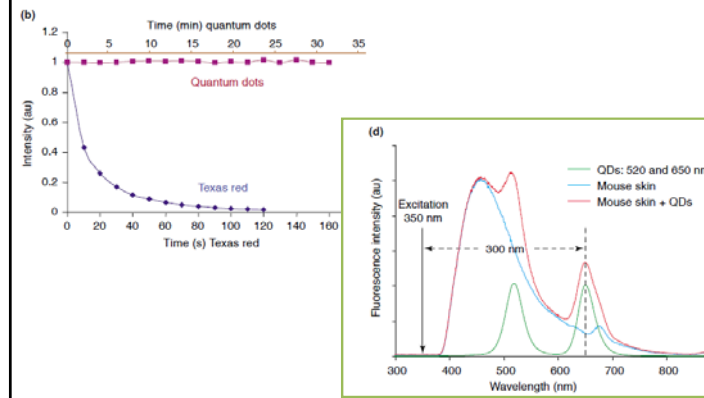 (b)
Time (min) quantum dots
0 5 10 15 20 25 30 35
1.2
1
0.8
0.6
0.4
0.2
0
Intensity (au)
Quantum dots
Texas red
0 20 40 60 80 100 120 140 160
Time (s) Texas red
(d)
QDs: 520 and 650 nm
Mouse skin
Mouse skin + QDs
Excitation
350 nm
300 nm
Fluorescence intensity (au)
300 400 500 600 700 800
Wavelength (nm)